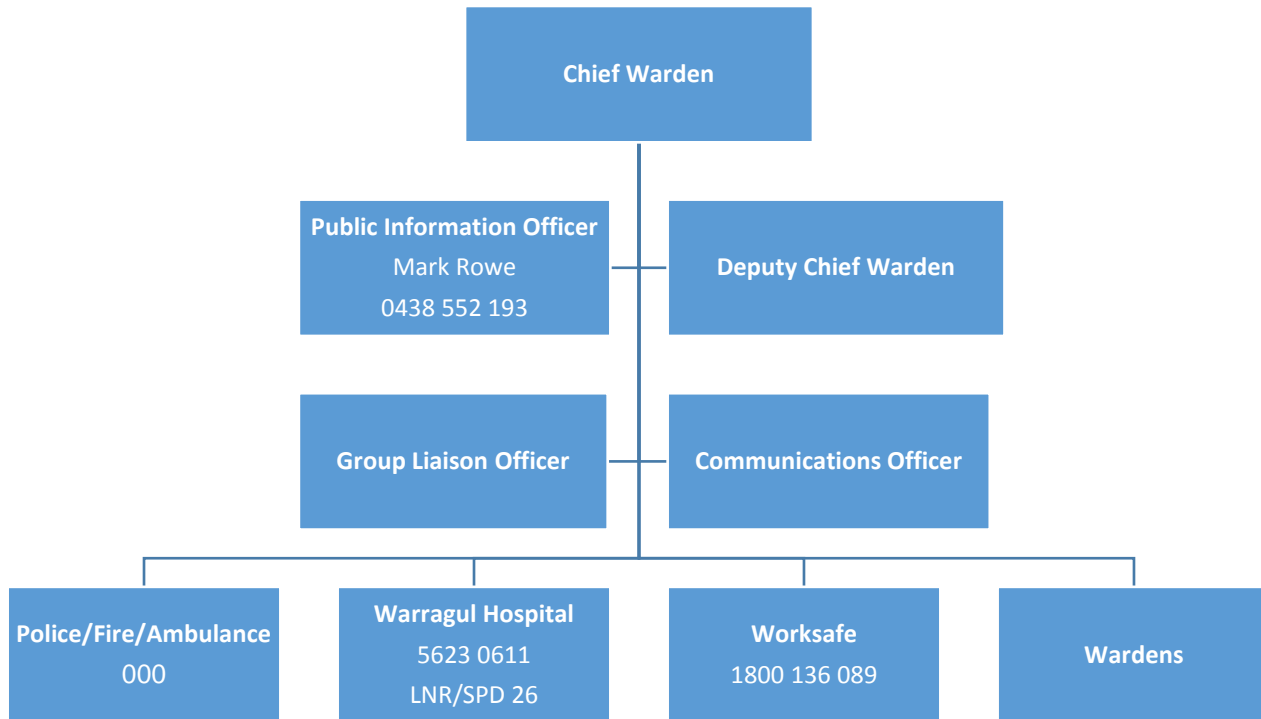 Chief Warden
Public Information Officer
Mark Rowe
0438 552 193
Deputy Chief Warden
Group Liaison Officer
Communications Officer
Police/Fire/Ambulance
000
Warragul Hospital
5623 0611
LNR/SPD 26
Worksafe
1800 136 089
Wardens